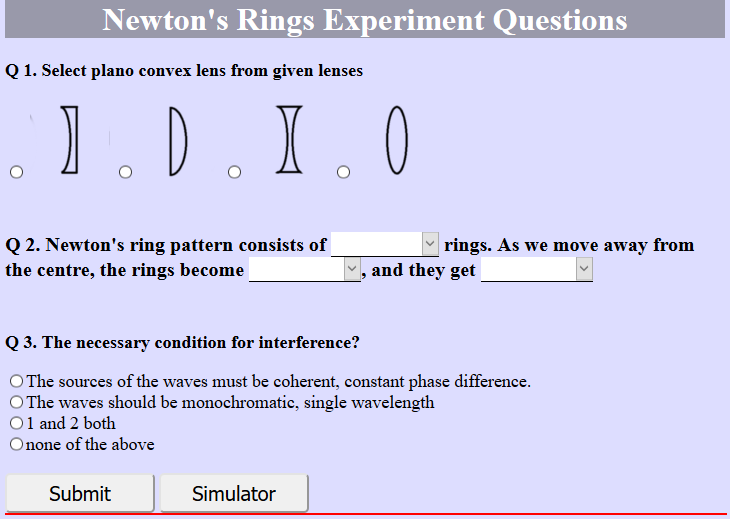 Newton's Rings Experiment Questions
Q 1. Select plano convex lens from given lenses
Q 2. Newton's ring pattern consists of rings. As we move away from
the centre, the rings become , and they get
Q 3. The necessary condition for interference?
The sources of the waves must be coherent, constant phase difference.
The waves should be monochromatic, single wavelength
1 and 2 both
none of the above
Submit Simulator